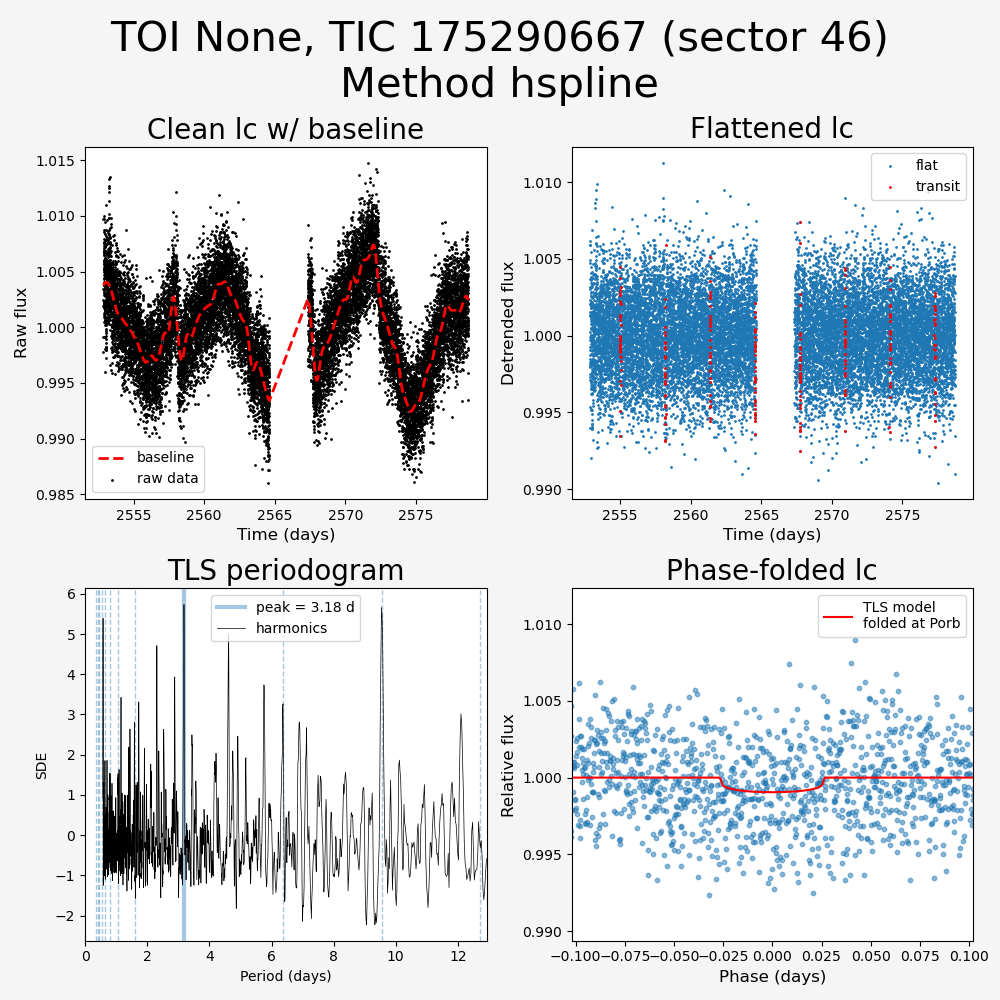 TOI None, TIC 175290667 (sector 46)
Method hspline
Clean lc w/ baseline
1.015
1.010
1.005
1.000
0.995
0.990
0.985
Raw flux
baseline
raw data
2555
2560
2565
2570
2575
Time (days)
Flattened lc
1.010
1.005
1.000
0.995
0.990
Detrended flux
flat
transit
2555
2560
2565
2570
2575
Time (days)
TLS periodogram
6
5
4
3
2
1
0
−1
−2
SDE
peak = 3.18 d
harmonics
0
2
4
6
8
10
12
Period (days)
Phase-folded lc
1.010
1.005
1.000
0.995
0.990
Relative flux
TLS model
folded at Porb
−0.100
−0.075
−0.050
−0.025
0.000
0.025
0.050
0.075
0.100
Phase (days)